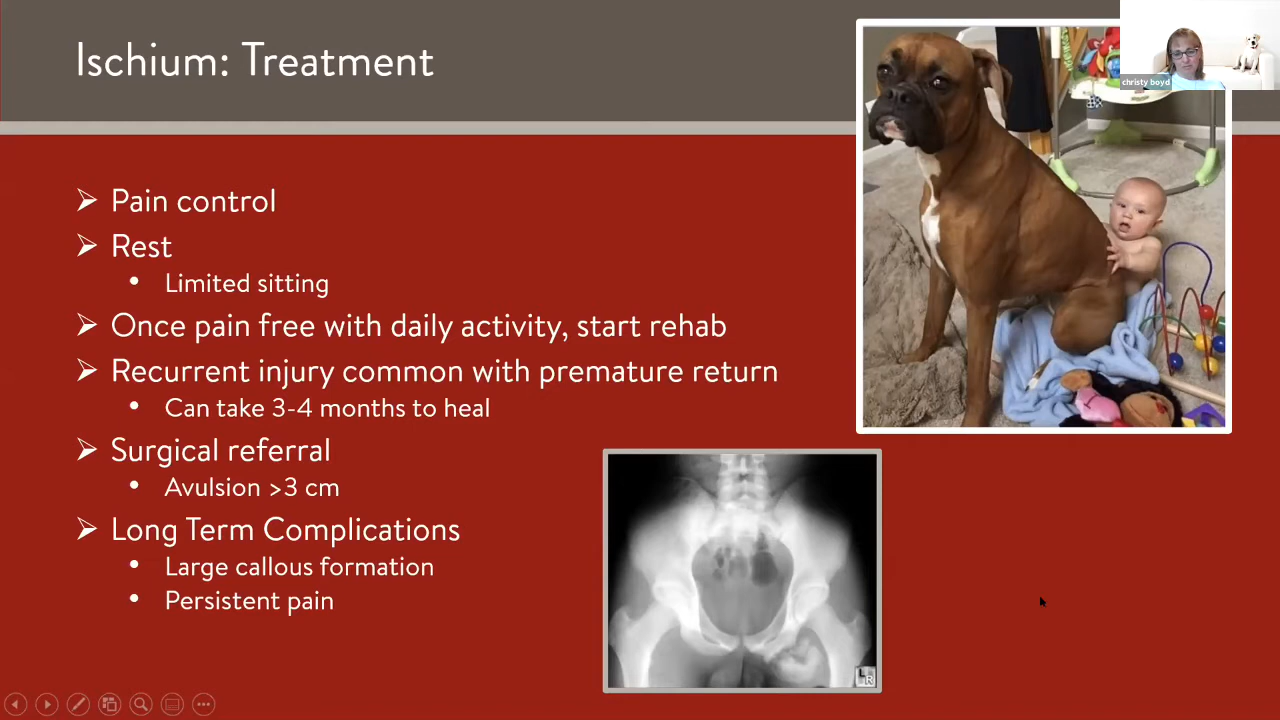 Ischium: Treatment
christy boyd
Pain control
Rest
Limited sitting
Once pain free with daily activity, start rehab
Recurrent injury common with premature return
Can take 3-4 months to heal
Surgical referral
Avulsion >3 cm
Long Term Complications
Large callous formation
Persistent pain
L
R